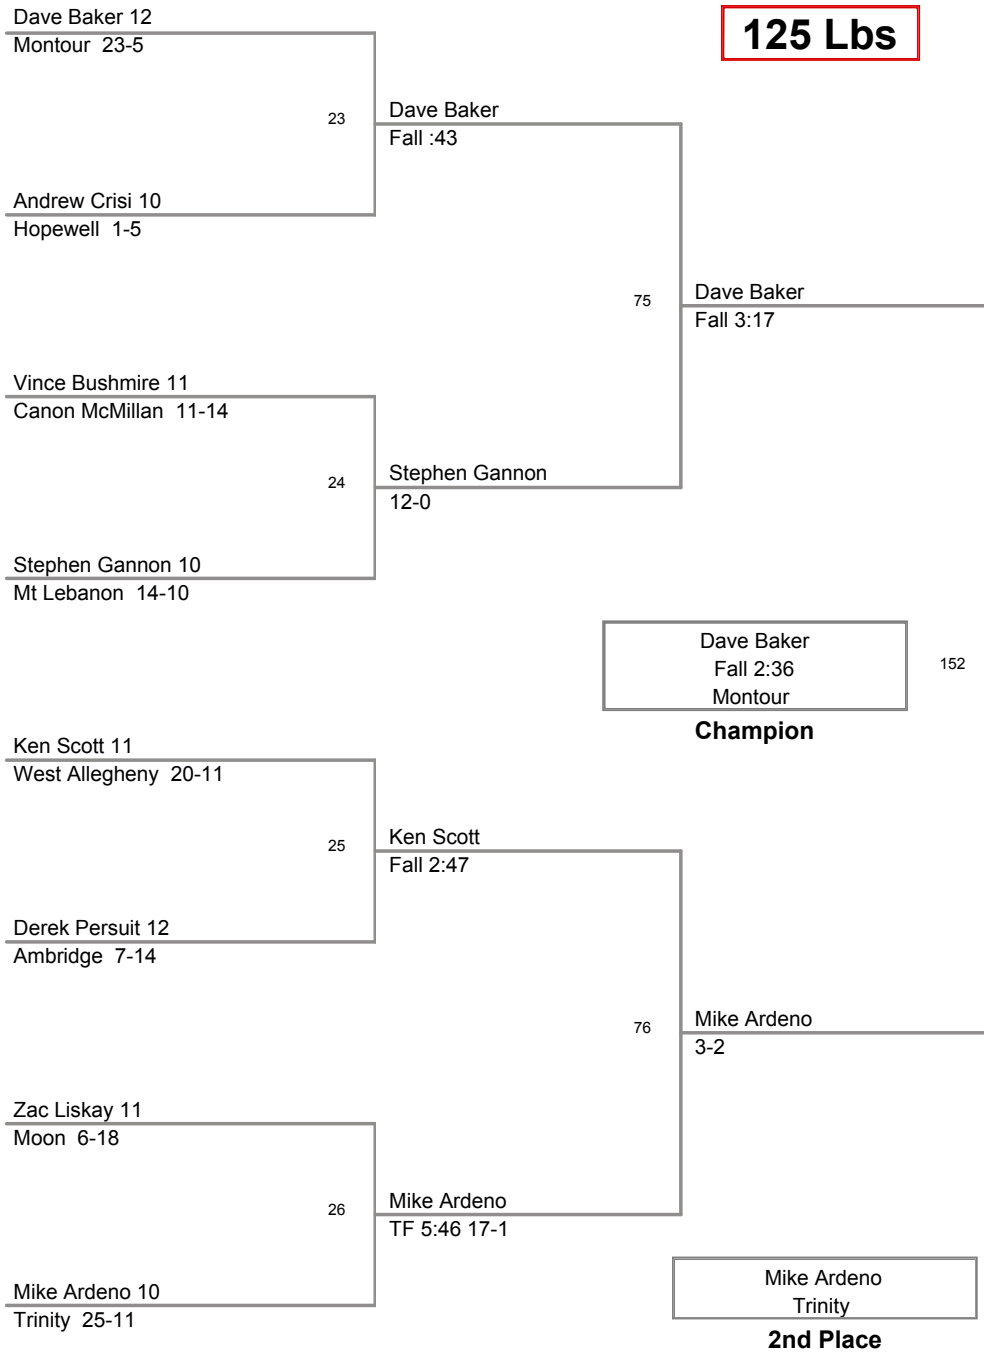 Dave Baker 12
Montour 23-5
125 Lbs
23
Dave Baker
Fall :43
Andrew Crisi 10
Hopewell 1-5
75
Dave Baker
Fall 3:17
Vince Bushmire 11
Canon McMillan 11-14
24
Stephen Gannon
12-0
Stephen Gannon 10
Mt Lebanon 14-10
Dave Baker
Fall 2:36
Montour
152
Champion
Ken Scott 11
West Allegheny 20-11
25
Ken Scott
Fall 2:47
Derek Persuit 12
Ambridge 7-14
76
Mike Ardeno
3-2
Zac Liskay 11
Moon 6-18
26
Mike Ardeno
TF 5:46 17-1
Mike Ardeno 10
Trinity 25-11
Mike Ardeno
Trinity
2nd Place